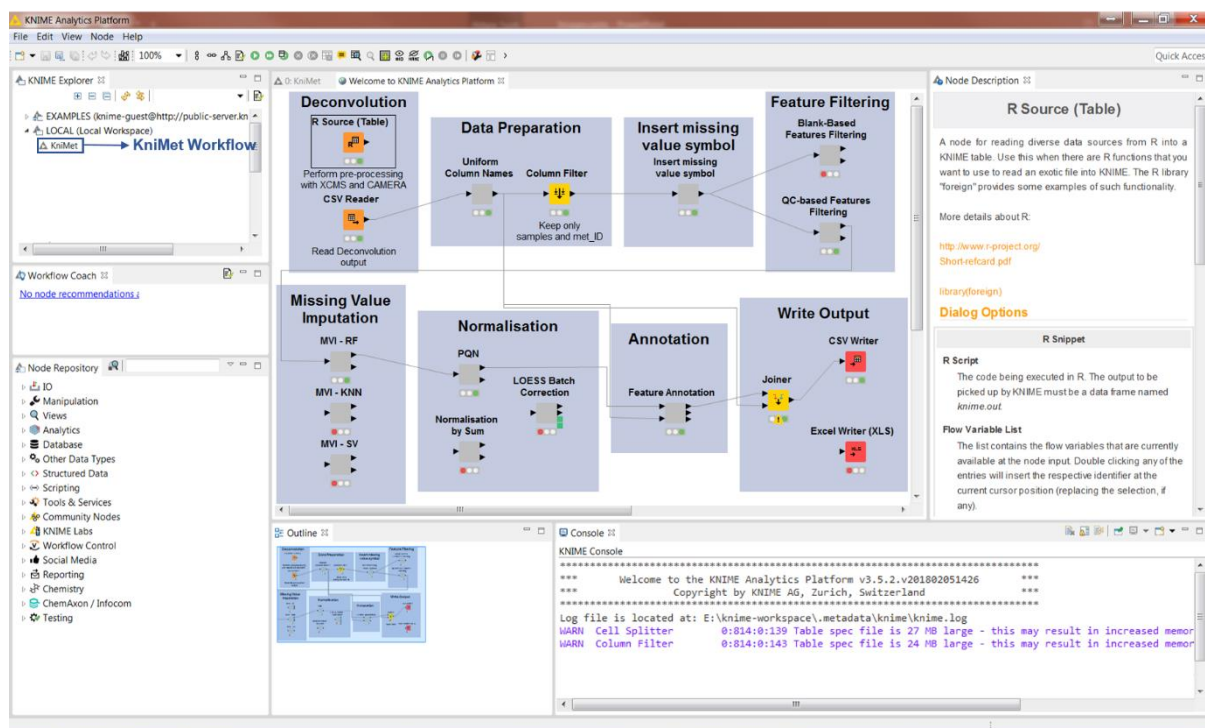 KNIME Analytics Platform
File Edit View Node Help
100%
Quick Acces
KNIME Explorer
EXAMPLES (knime-guest@http://public-server.kn
LOCAL (Local Workspace)
KniMet
KniMet Workflow
Workflow Coach
No node recommendations a
Node Repository
IO
Manipulation
Views
Analytics
Database
Other Data Types
Structured Data
Scripting
Tools & Services
Community Nodes
KNIME Labs
Workflow Control
Social Media
Reporting
Chemistry
ChemAxon / Infocom
Testing
0: KniMet
Welcome to KNIME Analytics Platform
Deconvolution
R Source (Table)
Perform pre-processing
with XCMS and CAMERA
CSV Reader
Read Deconvolution
output
Data Preparation
Uniform
Column Names
Column Filter
Keep only
samples and met_ID
Insert missing
value symbol
Insert missing
value symbol
Feature Filtering
Blank-Based
Features Filtering
QC-based Features
Filtering
Missing Value
Imputation
MVI - RF
MVI - KNN
MVI - SV
Normalisation
PQN
LOESS Batch
Correction
Normalisation
by Sum
Annotation
Feature Annotation
Write Output
CSV Writer
Joiner
Excel Writer (XLS)
XLS
Outline
Console
KNIME Console
***********************************************************************
*** Welcome to the KNIME Analytics Platform v3.5.2.v201802051426 ***
*** Copyright by KNIME AG, Zurich, Switzerland ***
***********************************************************************
Log file is located at: E:\knime-workspace\.metadata\knime\knime.log
WARN Cell Splitter 0:814:0:139 Table spec file is 27 MB large - this may result in increased memor
WARN Column Filter 0:814:0:143 Table spec file is 24 MB large - this may result in increased memor
Node Description
R Source (Table)
A node for reading diverse data sources from R into a
KNIME table. Use this when there are R functions that you
want to use to read an exotic file into KNIME. The R library
"foreign" provides some examples of such functionality.
More details about R:
http://www.r-project.org/
Short-refcard.pdf
library(foreign)
Dialog Options
R Snippet
R Script
The code being executed in R. The output to be
picked up by KNIME must be a data frame named
knime.out
Flow Variable List
The list contains the flow variables that are currently
available at the node input. Double clicking any of the
entries will insert the respective identifier at the
current cursor position (replacing the selection, if
any).